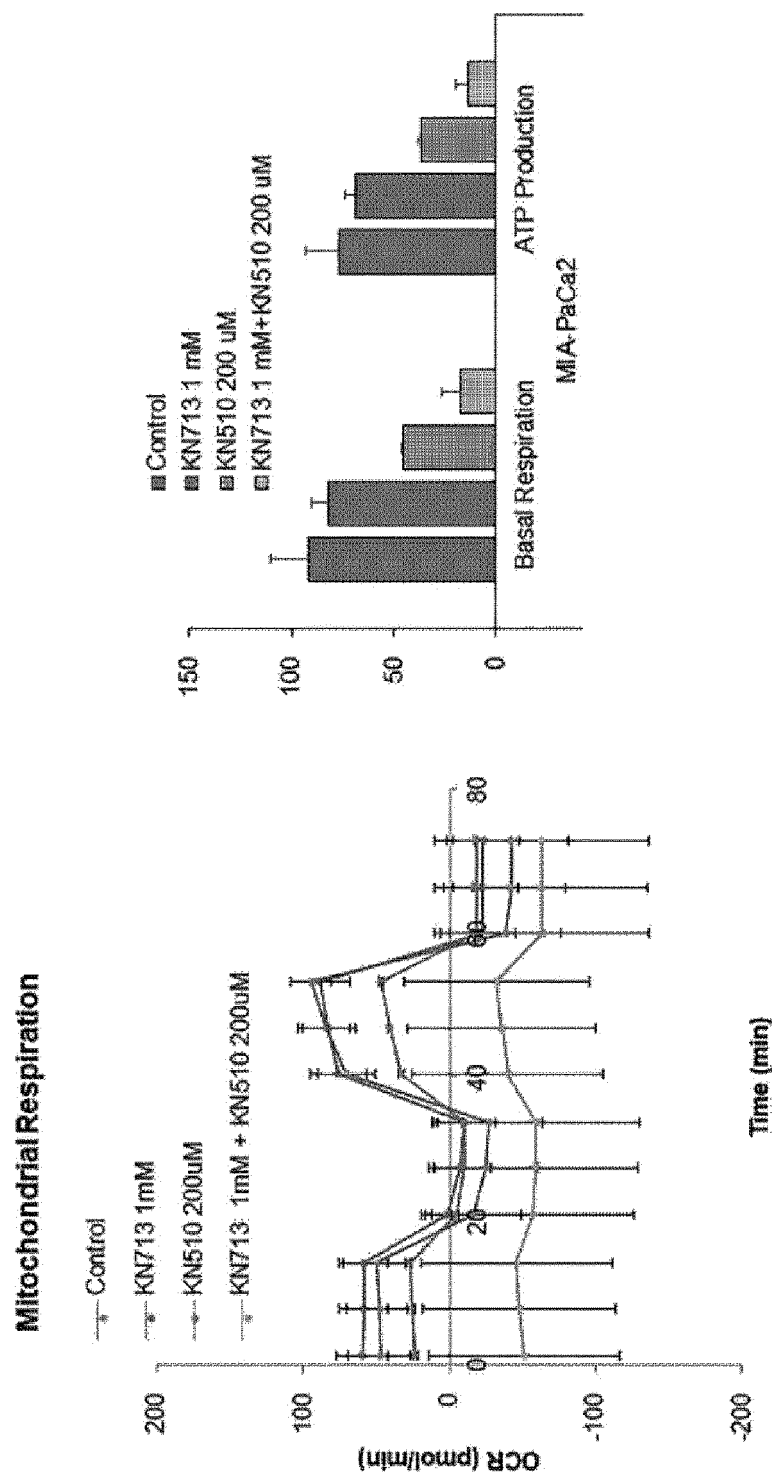 Mitochondrial Respiration
Control
KN713 1mM
KN510 200uM
KN713 1mM + KN510 200uM
200
100
0
-100
-200
OCR (pmol/min)
0
20
40
60
80
Time (min)
Control
KN713 1 mM
KN510 200 uM
KN713 1 mM+KN510 200 uM
150
100
50
0
Basal Respiration
ATP Production
MIA-PaCa2